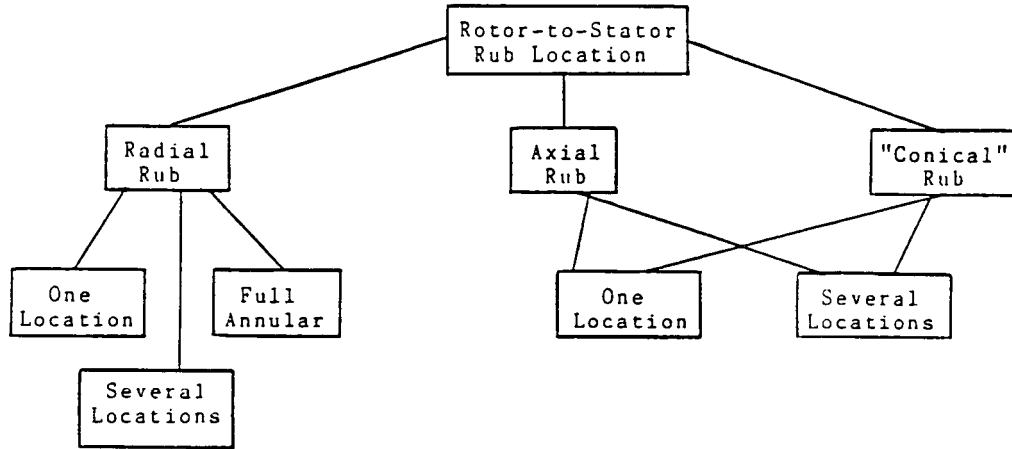 Rotor-to-Stator
Rub Location
Radial
Rub
Axial
Rub
"Conical"
Rub
One
Location
Full
Annular
One
Location
Several
Locations
Several
Locations